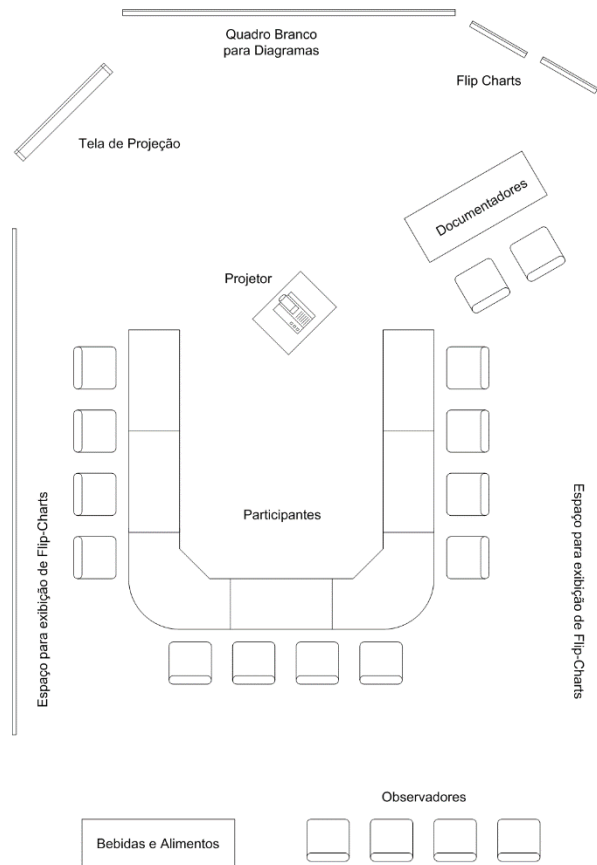 Quadro Branco
para Diagramas
Flip Charts
Tela de Projeção
Documentadores
Projetor
Participantes
Espaço para exibição de Flip-Charts
Espaço para exibição de Flip-Charts
Observadores
Bebidas e Alimentos